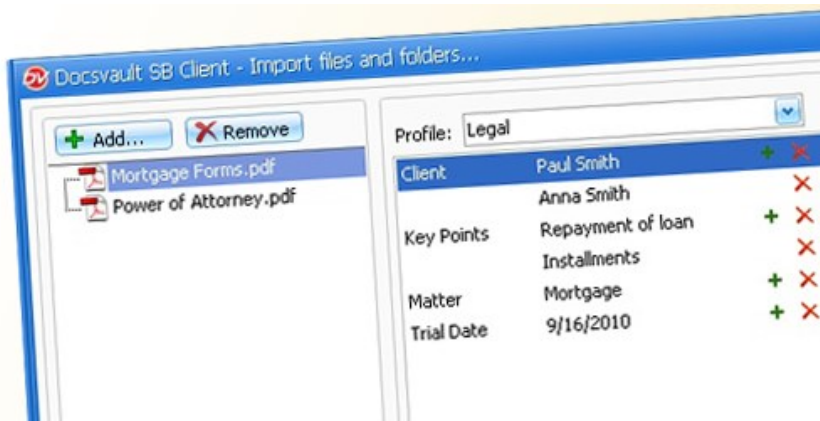 DV Docsvault SB Client - Import files and folders...
Add... Remove
Mortgage Forms.pdf
Power of Attorney.pdf
Profile: Legal
Client Paul Smith
Anna Smith
Key Points Repayment of loan
Installments
Matter Mortgage
Trial Date 9/16/2010